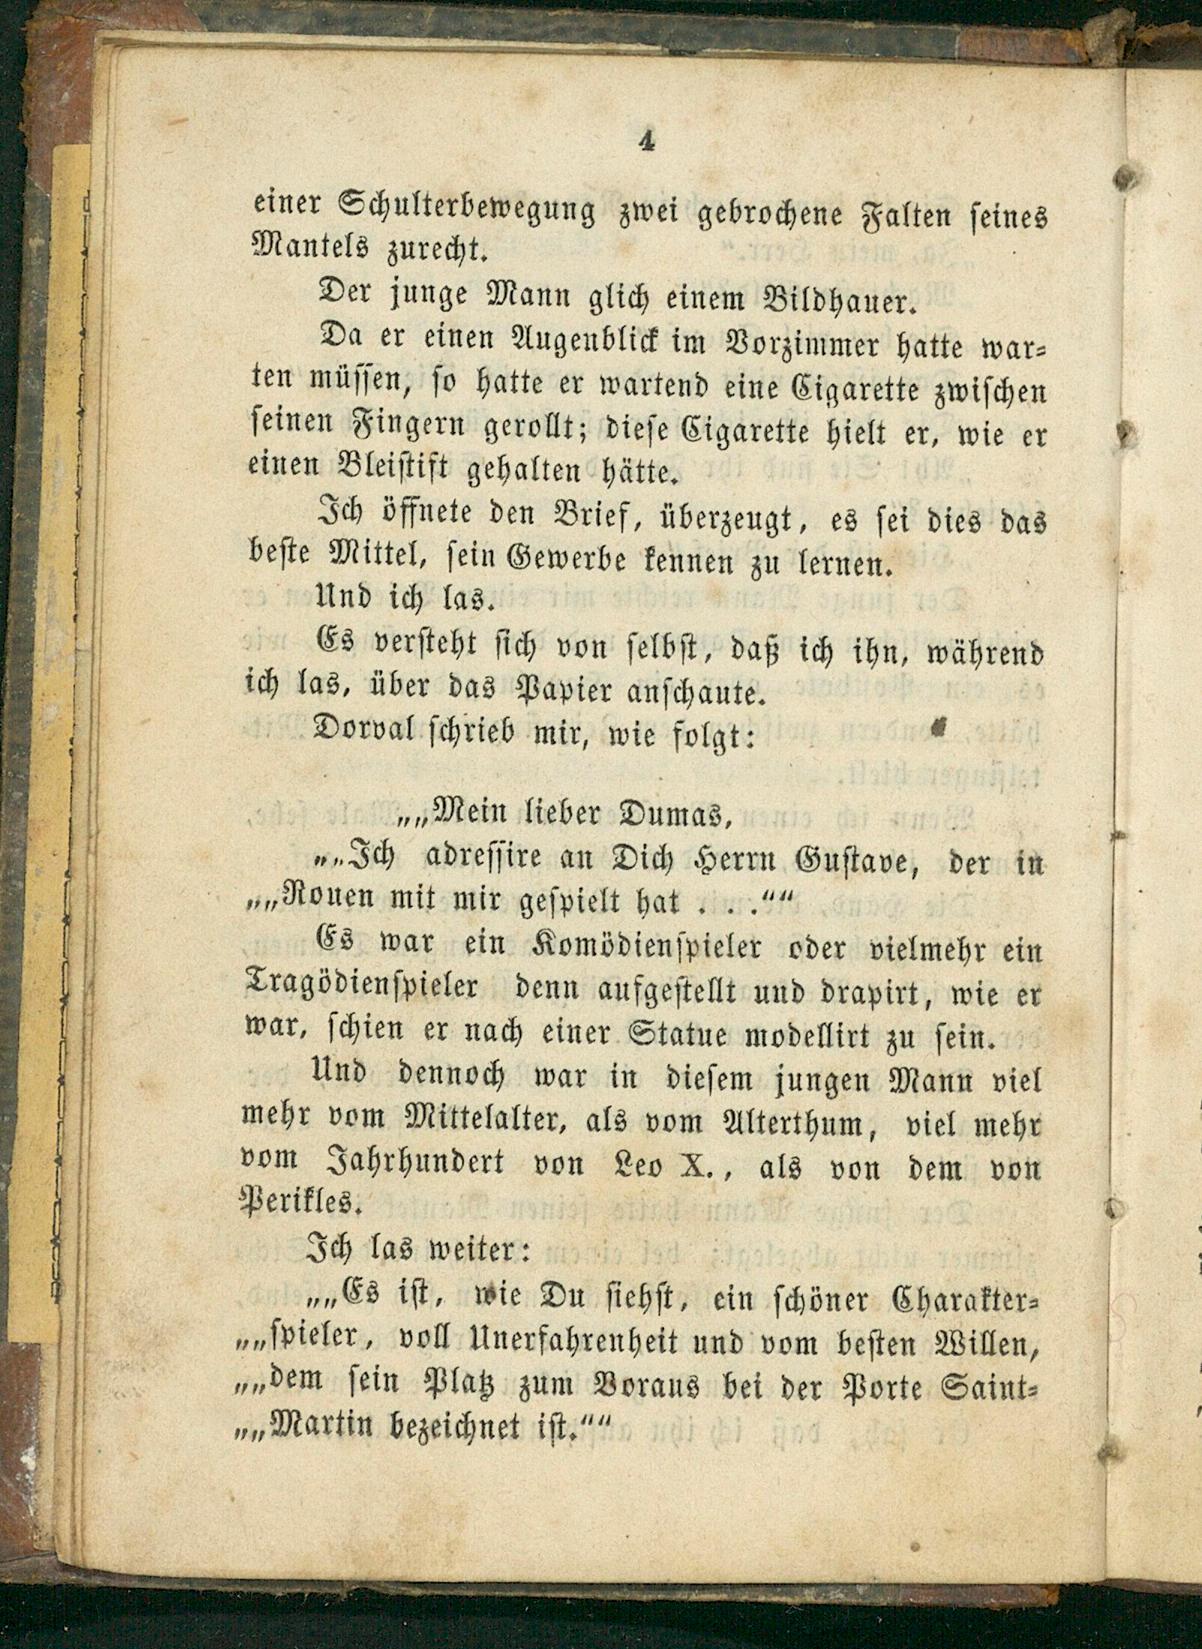 4
einer Schulterbewegung zwei gebrochene Falten seines
Mantels zurecht.
Der junge Mann glich einem Bildhauer.
Da er einen Augenblick im Vorzimmer hatte war=
ten müssen, so hatte er wartend eine Cigarette zwischen
seinen Fingern gerollt; diese Cigarette hielt er, wie er
einen Bleistift gehalten hätte.
Ich öffnete den Brief, überzeugt, es sei dies das
beste Mittel, sein Gewerbe kennen zu lernen.
Und ich las.
Es versteht sich von selbst, daß ich ihn, während
ich las, über das Papier anschaute.
Dorval schrieb mir, wie folgt:
„„Mein lieber Dumas,
„„Ich adressire an Dich Herrn Gustave, der in
„„Rouen mit mir gespielt hat . . .““
Es war ein Komödienspieler oder vielmehr ein
Tragödienspieler denn aufgestellt und drapirt, wie er
war, schien er nach einer Statue modellirt zu sein.
Und dennoch war in diesem jungen Mann viel
mehr vom Mittelalter, als vom Alterthum, viel mehr
vom Jahrhundert von Leo X., als von dem von
Perikles.
Ich las weiter:
„„Es ist, wie Du siehst, ein schöner Charakter=
„„spieler, voll Unerfahrenheit und vom besten Willen,
„„dem sein Platz zum Voraus bei der Porte Saint=
„„Martin bezeichnet ist.““